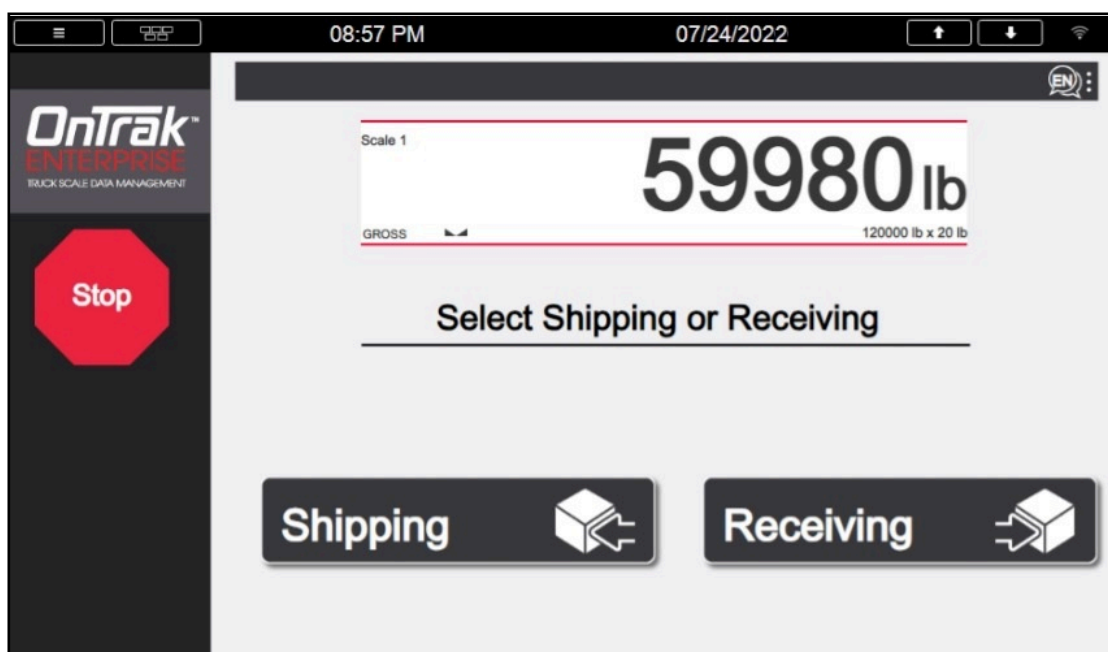 08:57 PM 07/24/2022
EN
OnTrak™
ENTERPRISE
TRUCK SCALE DATA MANAGEMENT
Scale 1
59980 lb
GROSS 120000 lb x 20 lb
Stop
Select Shipping or Receiving
Shipping Receiving